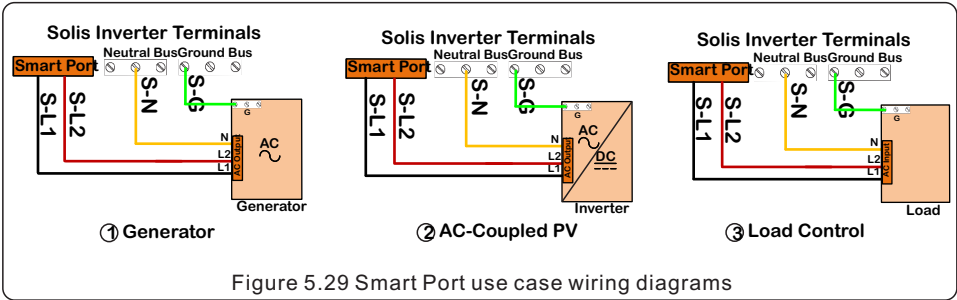 Solis Inverter Terminals
Neutral Bus Ground Bus
Smart Port
S-L1
S-L2
S-N
S-G
G
N
L2
L1
AC Output
AC
Generator
① Generator
Solis Inverter Terminals
Neutral Bus Ground Bus
Smart Port
S-L1
S-L2
S-N
S-G
G
N
L2
L1
AC Output
AC
DC
Inverter
② AC-Coupled PV
Solis Inverter Terminals
Neutral Bus Ground Bus
Smart Port
S-L1
S-L2
S-N
S-G
G
N
L2
L1
AC Input
Load
③ Load Control
Figure 5.29 Smart Port use case wiring diagrams